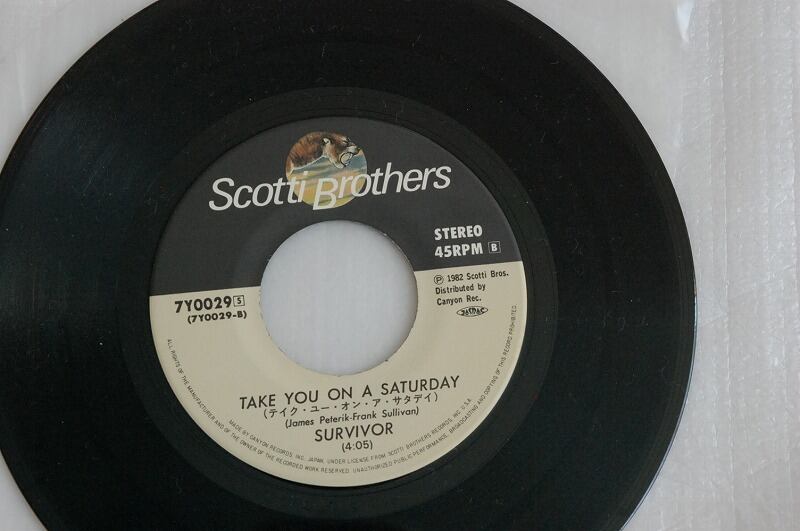 Scotti Brothers
STEREO
45RPM B
7Y0029 S
(7Y0029-B)
Ⓟ 1982 Scotti Bros.
Distributed by
Canyon Rec.
JASRAC
TAKE YOU ON A SATURDAY
(テイク・ユー・オン・ア・サタデイ)
(James Peterik-Frank Sullivan)
SURVIVOR
(4:05)
ALL RIGHTS OF THE MANUFACTURER AND OF THE OWNER OF THE RECORDED WORK RESERVED. UNAUTHORIZED PUBLIC PERFORMANCE, BROADCASTING AND COPYING OF THIS RECORD PROHIBITED.
MADE BY CANYON RECORDS, INC. JAPAN, UNDER LICENSE FROM SCOTTI BROTHERS RECORDS, INC. U.S.A.